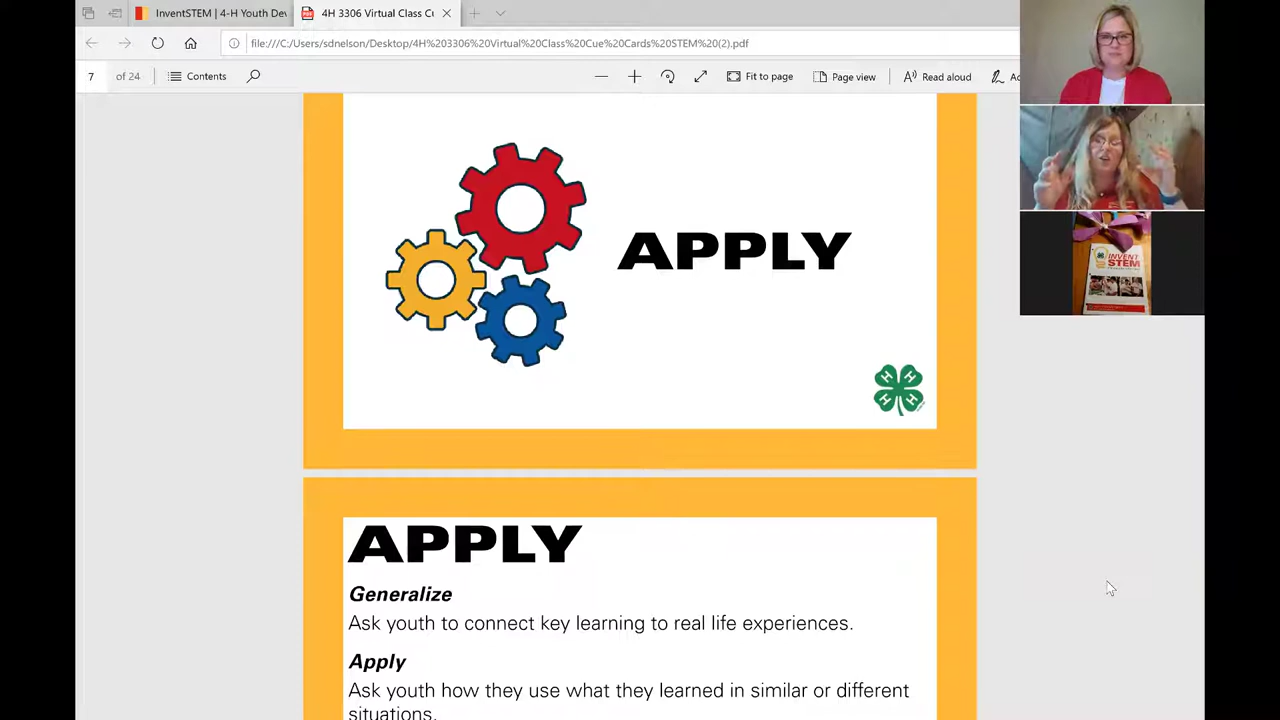 InventSTEM | 4-H Youth Dev
4H 3306 Virtual Class Cu
file:///C:/Users/sdnelson/Desktop/4H%203306%20Virtual%20Class%20Cue%20Cards%20STEM%20(2).pdf
7 of 24
Contents
Fit to page
Page view
Read aloud
APPLY
H H H H
INVENT
STEM
APPLY
Generalize
Ask youth to connect key learning to real life experiences.
Apply
Ask youth how they use what they learned in similar or different
situations.